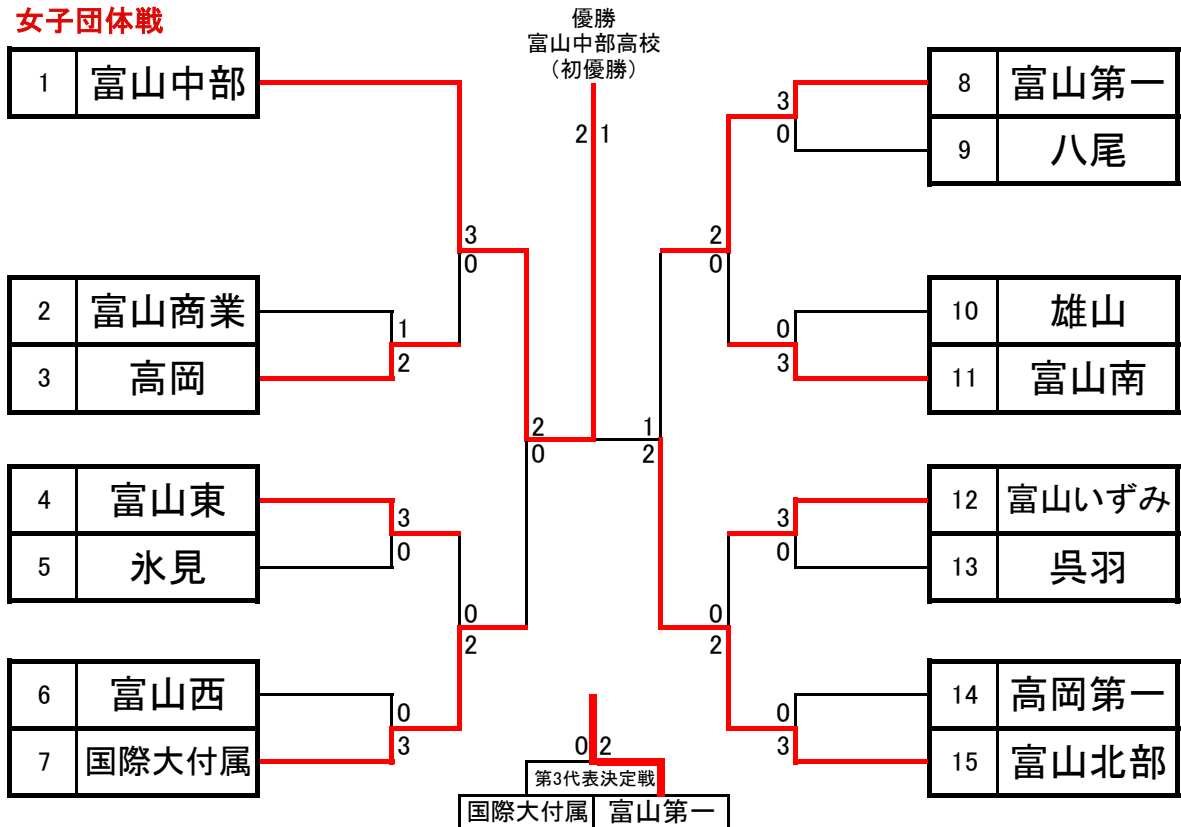 女子団体戦
優勝
富山中部高校
（初優勝）
2 1
1 富山中部
2 富山商業
3 高岡
4 富山東
5 氷見
6 富山西
7 国際大付属
3
0
1
2
3
0
0
2
0
3
2
0
8 富山第一
9 八尾
10 雄山
11 富山南
12 富山いずみ
13 呉羽
14 高岡第一
15 富山北部
3
0
2
0
0
3
1
2
3
0
0
2
0
3
0 2
第3代表決定戦
国際大付属 富山第一